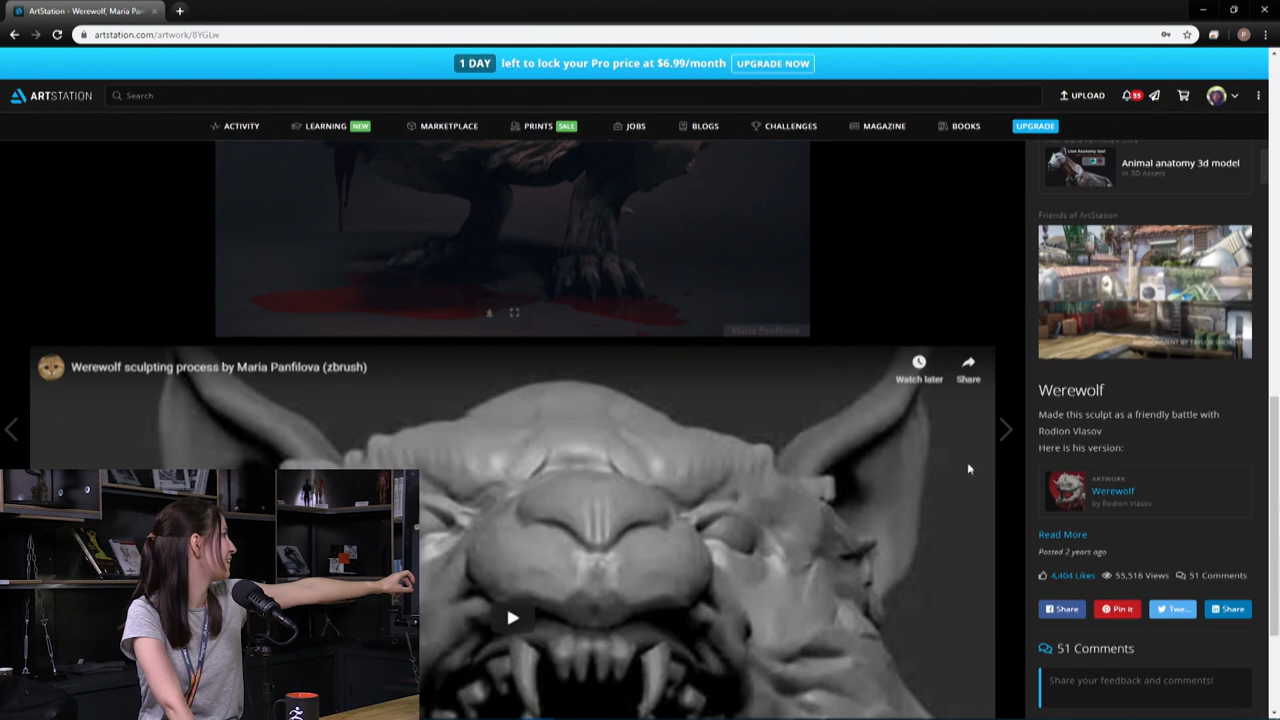 ArtStation - Werewolf, Maria Pan
artstation.com/artwork/8YGLw
1 DAY left to lock your Pro price at $6.99/month UPGRADE NOW
ARTSTATION Search UPLOAD 35
ACTIVITY LEARNING NEW MARKETPLACE PRINTS SALE JOBS BLOGS CHALLENGES MAGAZINE BOOKS UPGRADE
Animal anatomy 3d model
in 3D Assets
Friends of ArtStation
Maria Panfilova
Werewolf sculpting process by Maria Panfilova (zbrush)
Watch later Share
Werewolf
Made this sculpt as a friendly battle with
Rodion Vlasov
Here is his version:
ARTWORK
Werewolf
by Rodion Vlasov
Read More
Posted 2 years ago
4,404 Likes 55,516 Views 51 Comments
Share Pin it Twe... Share
51 Comments
Share your feedback and comments!